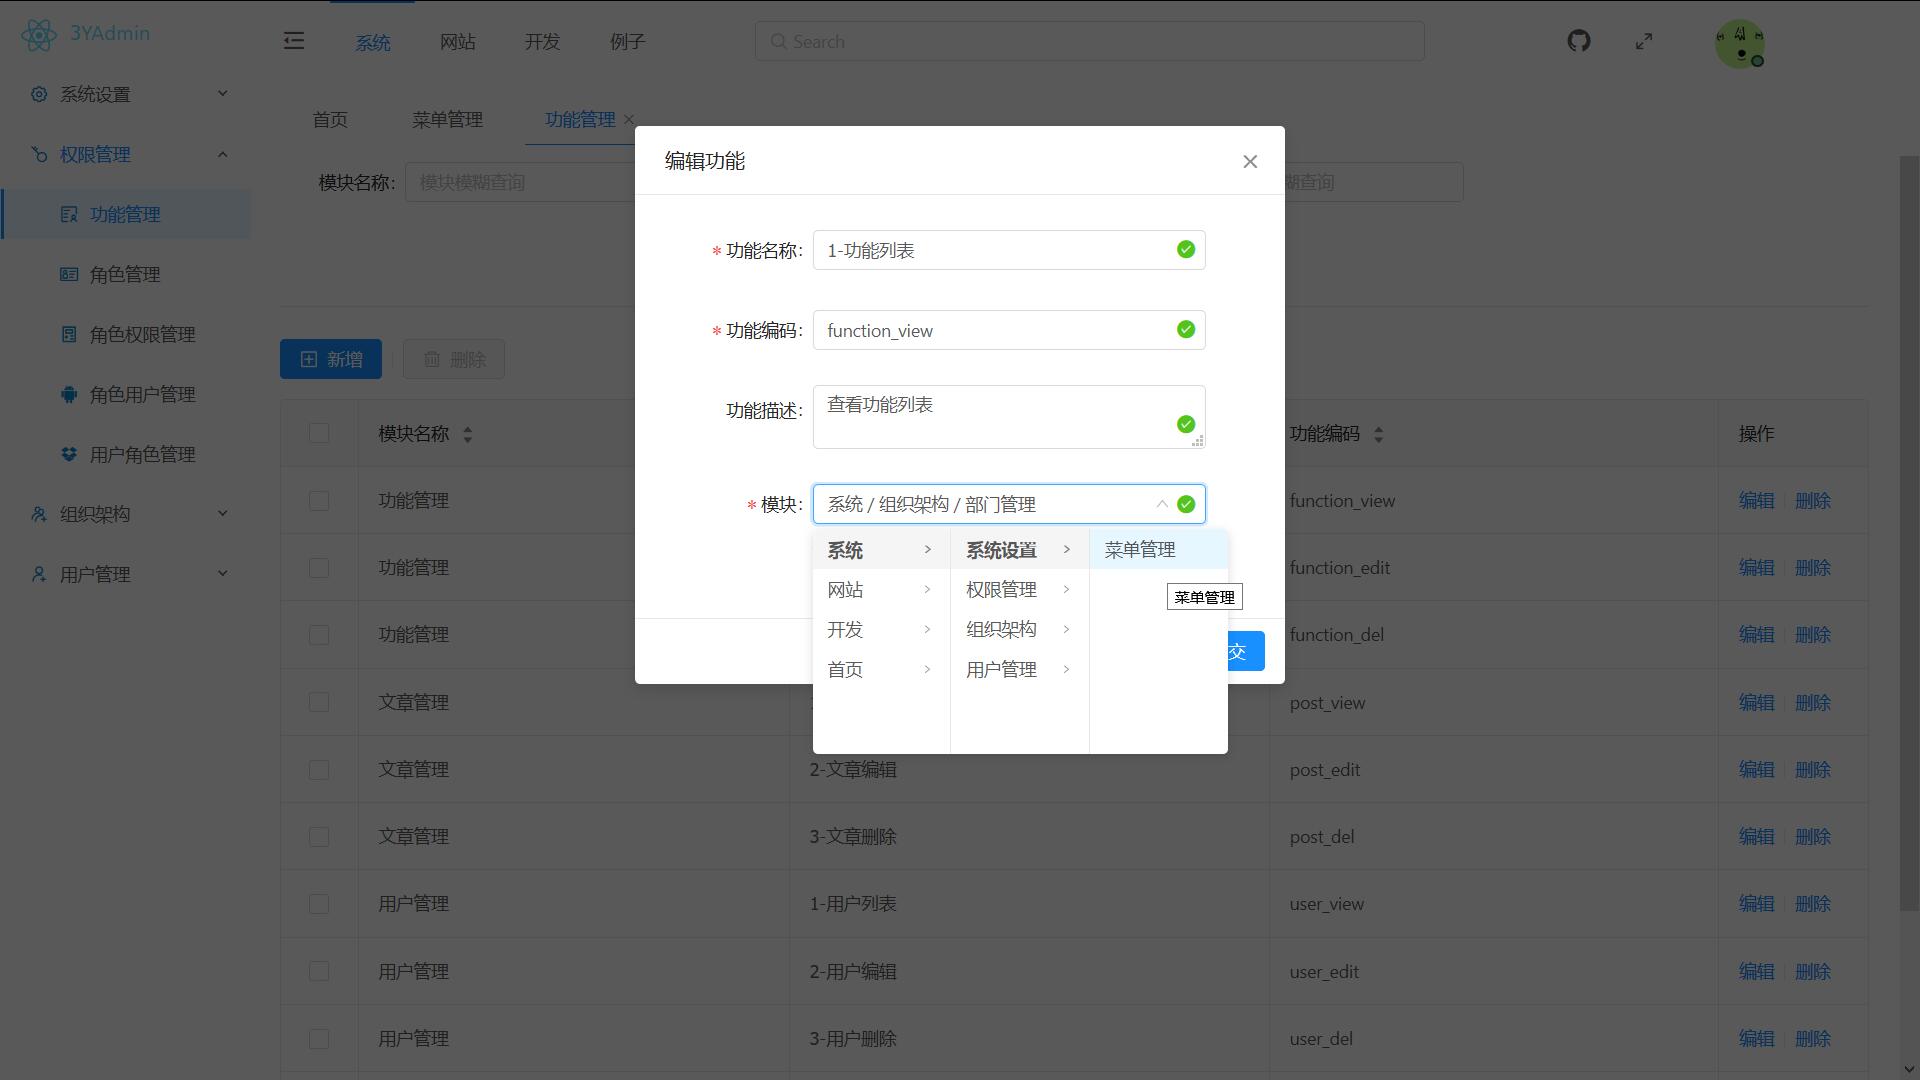 3YAdmin
系统
网站
开发
例子
Search
系统设置
权限管理
功能管理
角色管理
角色权限管理
角色用户管理
用户角色管理
组织架构
用户管理
首页
菜单管理
功能管理
模块名称:
模块模糊查询
糊查询
新增
删除
模块名称
功能编码
操作
功能管理
function_view
编辑
删除
功能管理
function_edit
编辑
删除
功能管理
function_del
编辑
删除
文章管理
post_view
编辑
删除
文章管理
2-文章编辑
post_edit
编辑
删除
文章管理
3-文章删除
post_del
编辑
删除
用户管理
1-用户列表
user_view
编辑
删除
用户管理
2-用户编辑
user_edit
编辑
删除
用户管理
3-用户删除
user_del
编辑
删除
编辑功能
* 功能名称:
1-功能列表
* 功能编码:
function_view
功能描述:
查看功能列表
* 模块:
系统 / 组织架构 / 部门管理
系统
网站
开发
首页
系统设置
权限管理
组织架构
用户管理
菜单管理
菜单管理
交